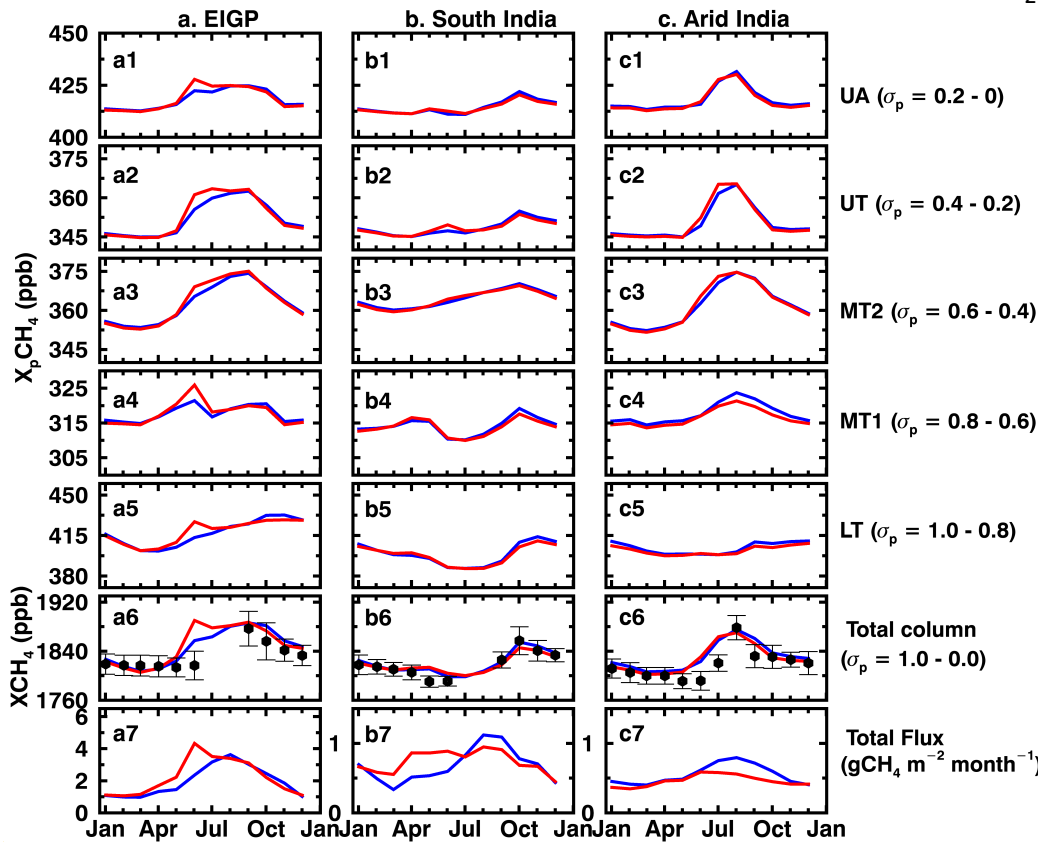 2
a. EIGP b. South India c. Arid India
450
425
400
a1 b1 c1
UA (σp = 0.2 - 0)
375
360
345
a2 b2 c2
UT (σp = 0.4 - 0.2)
375
360
345
a3 b3 c3
MT2 (σp = 0.6 - 0.4)
XpCH4 (ppb)
325
315
305
a4 b4 c4
MT1 (σp = 0.8 - 0.6)
450
415
380
a5 b5 c5
LT (σp = 1.0 - 0.8)
1920
1840
1760
XCH4 (ppb)
a6 b6 c6
Total column
(σp = 1.0 - 0.0)
6
4
2
0
a7 b7 c7
1 1
0 0
Total Flux
(gCH4 m−2 month−1)
Jan Apr Jul Oct Jan Apr Jul Oct Jan Apr Jul Oct Jan